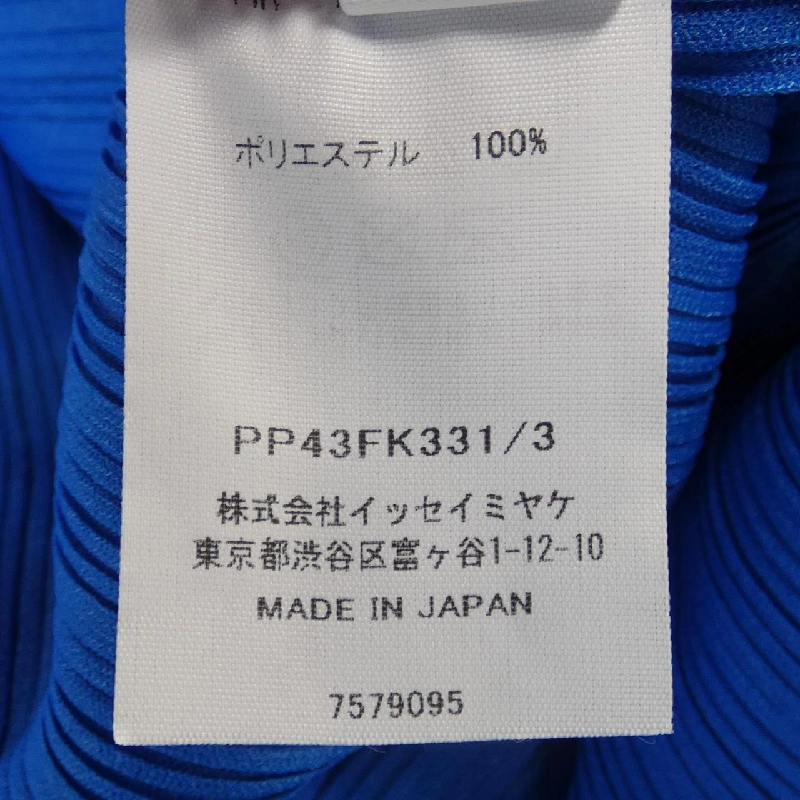 ポリエステル 100%
PP43FK331/3
株式会社イッセイミヤケ
東京都渋谷区富ヶ谷1-12-10
MADE IN JAPAN
7579095